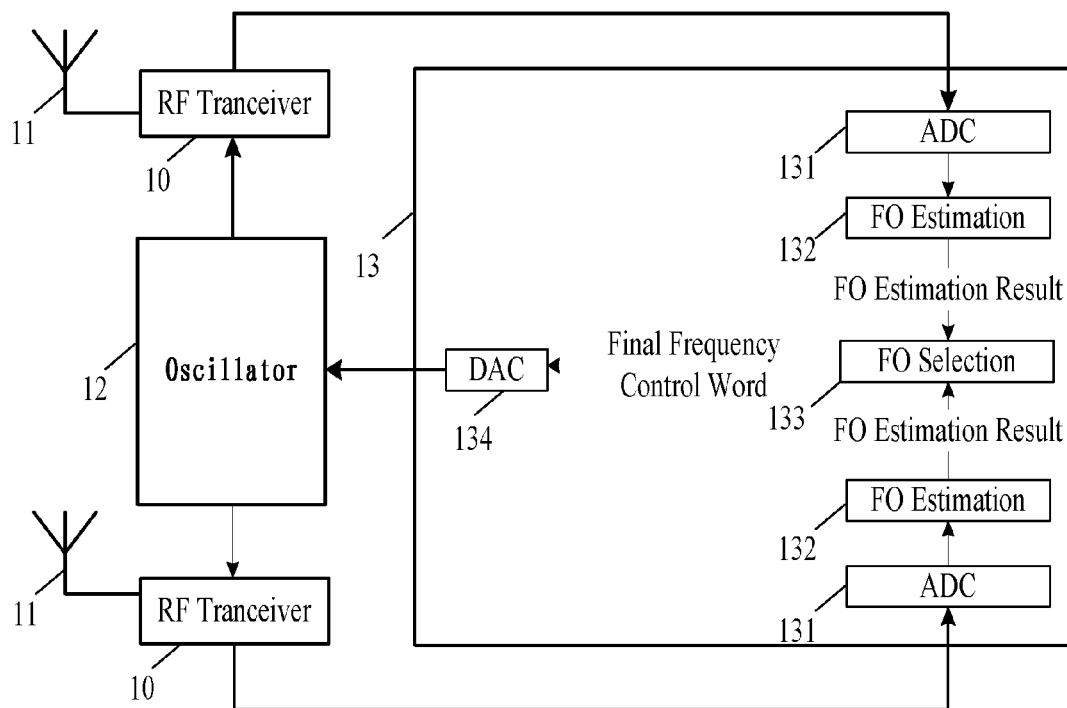 RF Tranceiver
11
10
ADC
131
FO Estimation
132
13
FO Estimation Result
12
Oscillator
DAC
134
Final Frequency
Control Word
FO Selection
133
FO Estimation Result
FO Estimation
132
11
RF Tranceiver
ADC
131
10